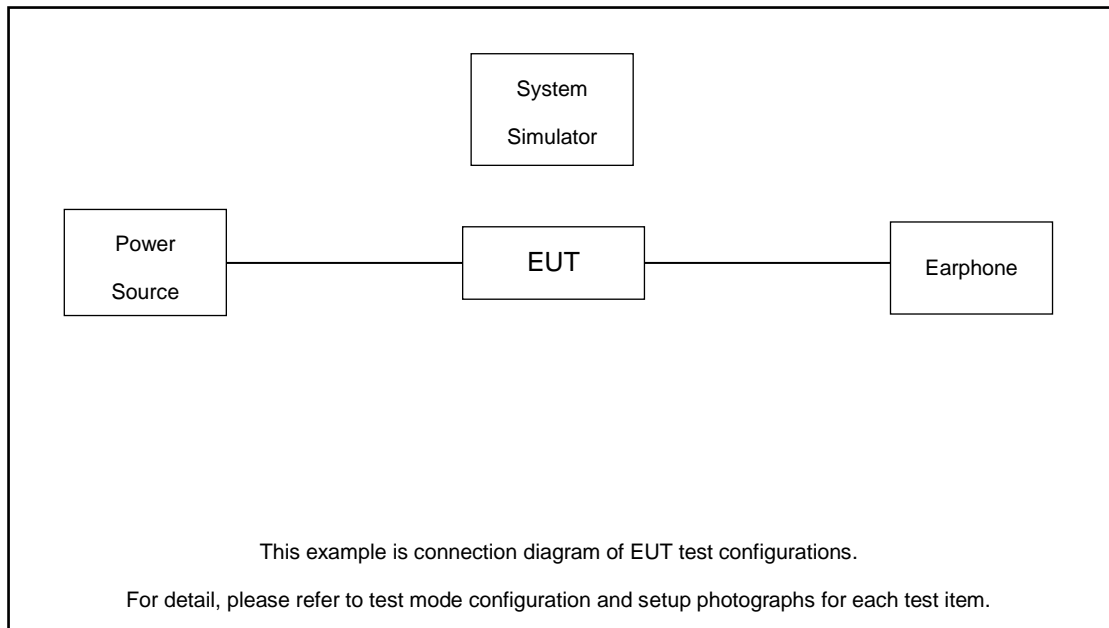 System
Simulator
Power
Source
EUT
Earphone
This example is connection diagram of EUT test configurations.
For detail, please refer to test mode configuration and setup photographs for each test item.